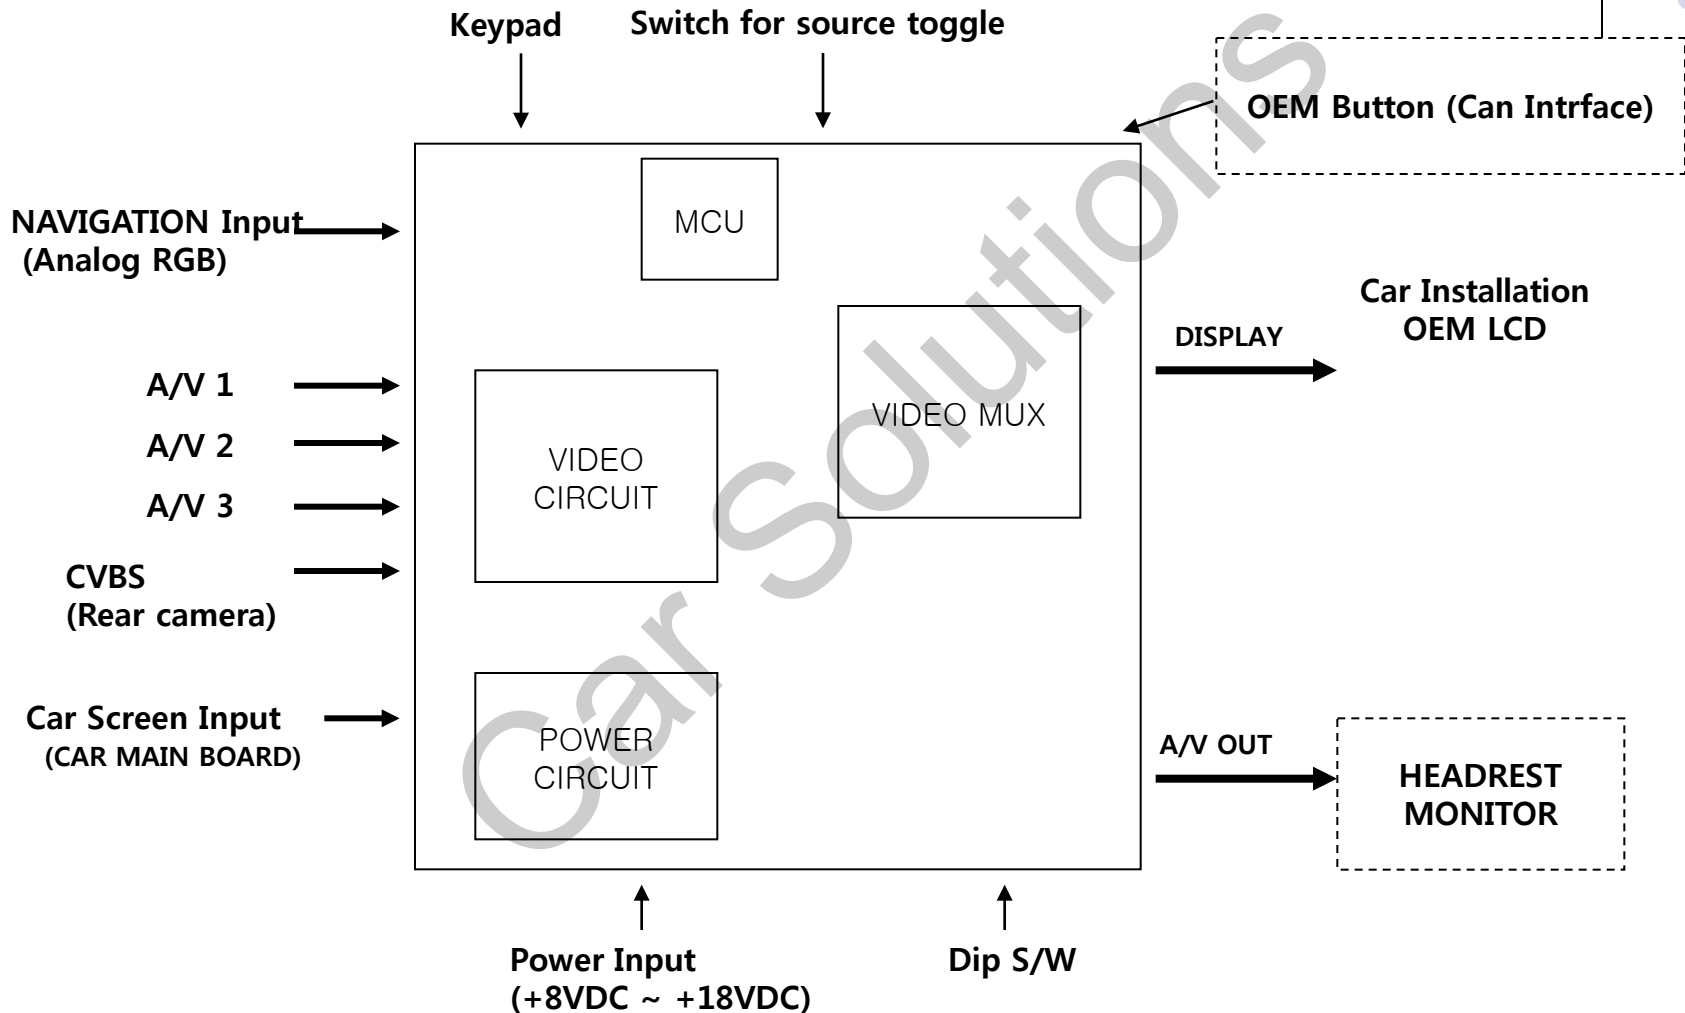 Keypad
Switch for source toggle
OEM Button (Can Intrface)
NAVIGATION Input
(Analog RGB)
MCU
Car Installation
OEM LCD
DISPLAY
A/V 1
A/V 2
A/V 3
VIDEO MUX
VIDEO
CIRCUIT
CVBS
(Rear camera)
Car Screen Input
(CAR MAIN BOARD)
POWER
CIRCUIT
A/V OUT
HEADREST
MONITOR
Power Input
(+8VDC ~ +18VDC)
Dip S/W
Car Solutions